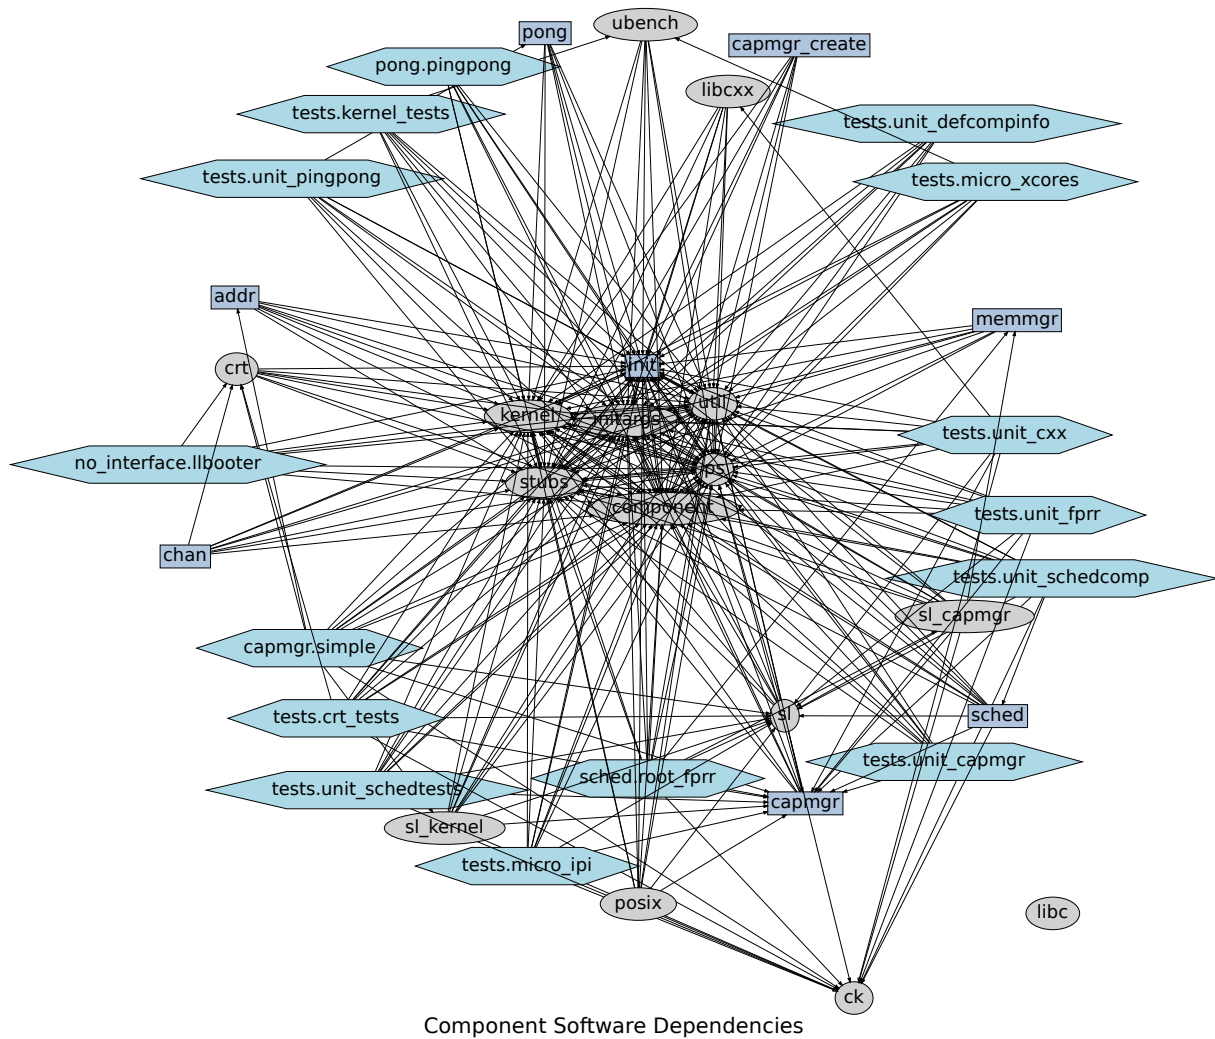 ubench
pong
capmgr_create
pong.pingpong
libcxx
tests.kernel_tests
tests.unit_defcompinfo
tests.unit_pingpong
tests.micro_xcores
addr
memmgr
init
crt
util
kernel
initargs
tests.unit_cxx
no_interface.llbooter
ps
stubs
component
tests.unit_fprr
chan
tests.unit_schedcomp
sl_capmgr
capmgr.simple
tests.crt_tests
sl
sched
tests.unit_capmgr
sched.root_fprr
tests.unit_schedtests
capmgr
sl_kernel
tests.micro_ipi
posix
libc
ck
Component Software Dependencies